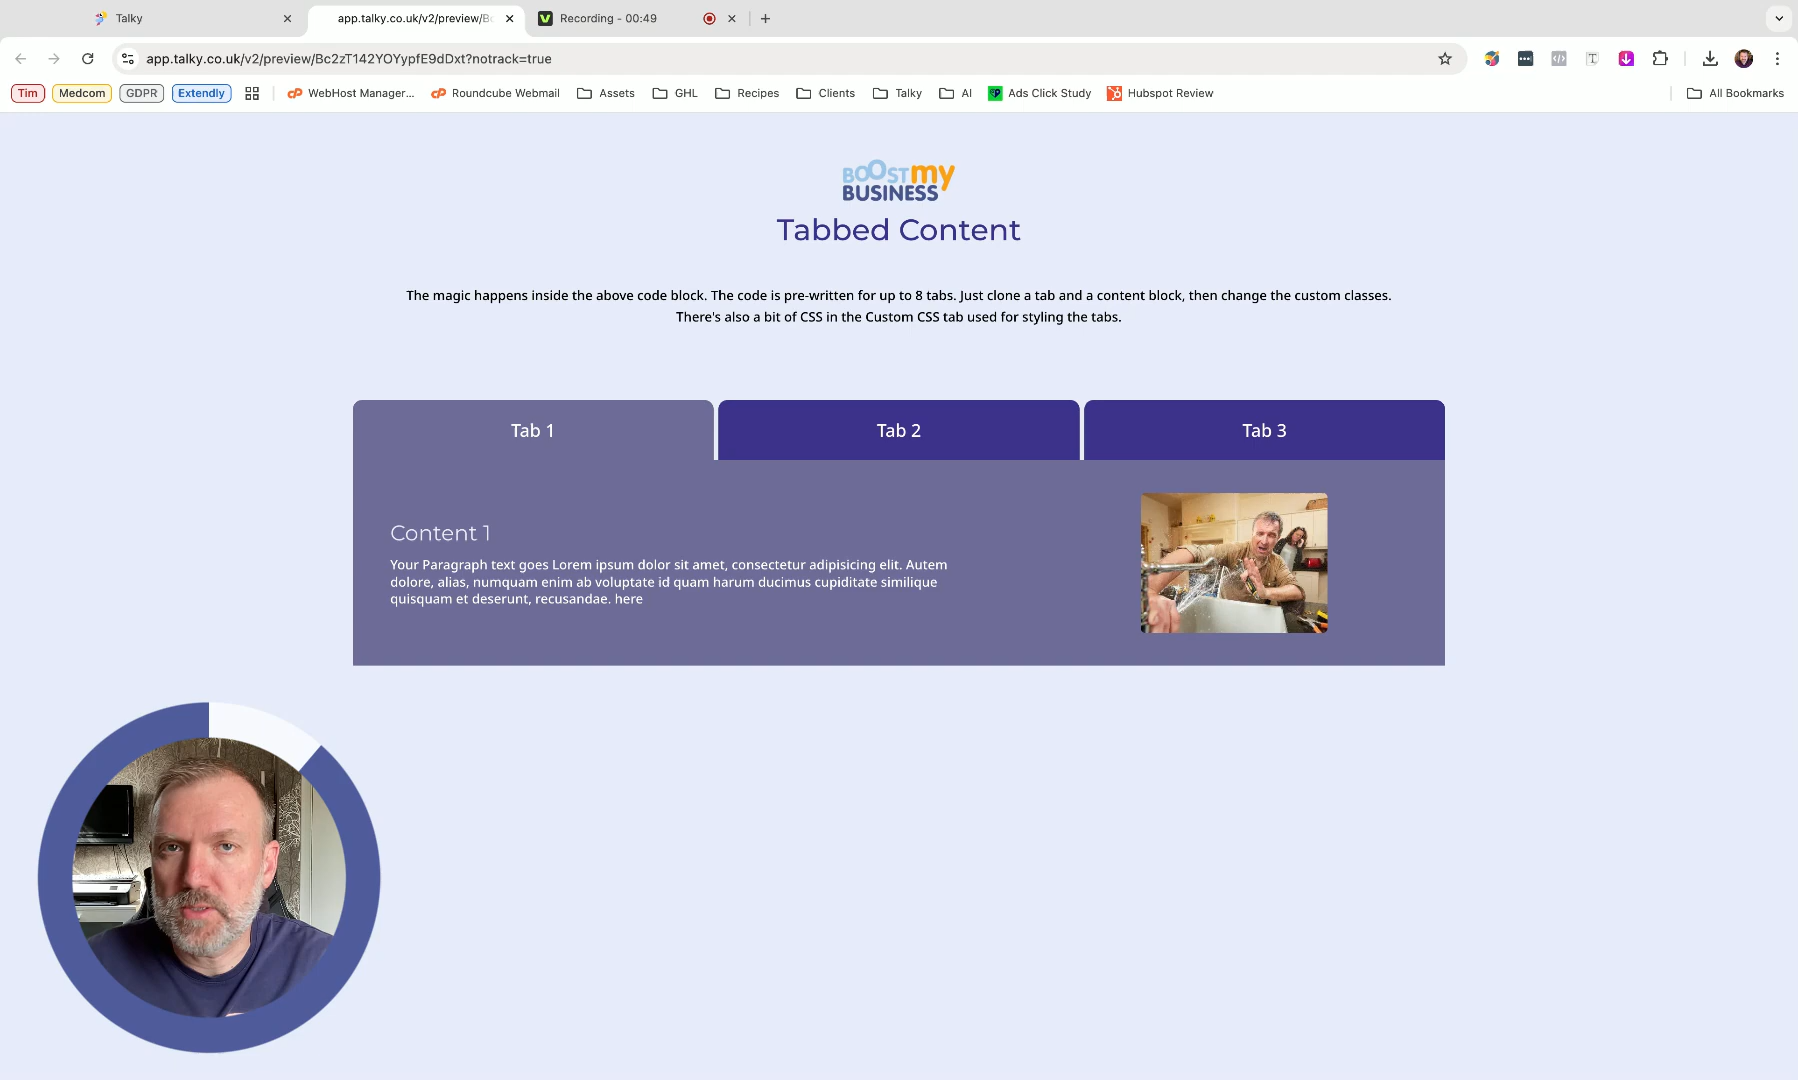 Talky
app.talky.co.uk/v2/preview/Bc
Recording - 00:49
app.talky.co.uk/v2/preview/Bc2zT142YOYypfE9dDxt?notrack=true
Tim
Medcom
GDPR
Extendly
WebHost Manager...
Roundcube Webmail
Assets
GHL
Recipes
Clients
Talky
AI
Ads Click Study
Hubspot Review
All Bookmarks
BOOSTmy
BUSINESS
Tabbed Content
The magic happens inside the above code block. The code is pre-written for up to 8 tabs. Just clone a tab and a content block, then change the custom classes.
There's also a bit of CSS in the Custom CSS tab used for styling the tabs.
Tab 1
Tab 2
Tab 3
Content 1
Your Paragraph text goes Lorem ipsum dolor sit amet, consectetur adipisicing elit. Autem
dolore, alias, numquam enim ab voluptate id quam harum ducimus cupiditate similique
quisquam et deserunt, recusandae. here